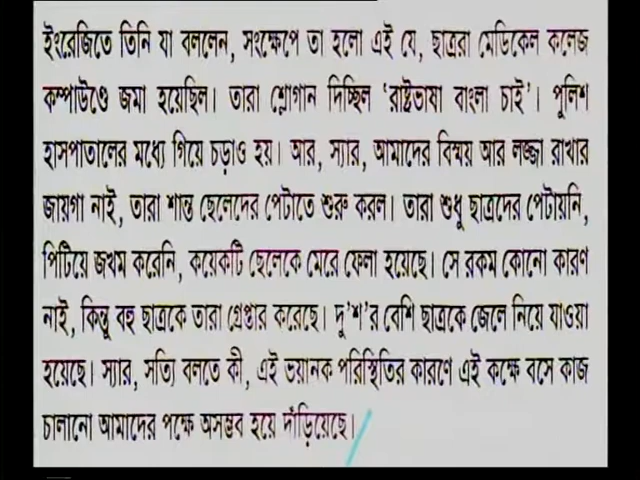 ইংরেজিতে তিনি যা বললেন, সংক্ষেপে তা হলো এই যে, ছাত্ররা মেডিকেল কলেজ
কম্পাউণ্ডে জমা হয়েছিল। তারা শ্লোগান দিচ্ছিল ‘রাষ্ট্রভাষা বাংলা চাই’। পুলিশ
হাসপাতালের মধ্যে গিয়ে চড়াও হয়। আর, স্যার, আমাদের বিস্ময় আর লজ্জা রাখার
জায়গা নাই, তারা শান্ত ছেলেদের পেটাতে শুরু করল। তারা শুধু ছাত্রদের পেটায়নি,
পিটিয়ে জখম করেনি, কয়েকটি ছেলেকে মেরে ফেলা হয়েছে। সে রকম কোনো কারণ
নাই, কিন্তু বহু ছাত্রকে তারা গ্রেপ্তার করেছে। দু’শ’র বেশি ছাত্রকে জেলে নিয়ে যাওয়া
হয়েছে। স্যার, সত্যি বলতে কী, এই ভয়ানক পরিস্থিতির কারণে এই কক্ষে বসে কাজ
চালানো আমাদের পক্ষে অসম্ভব হয়ে দাঁড়িয়েছে।